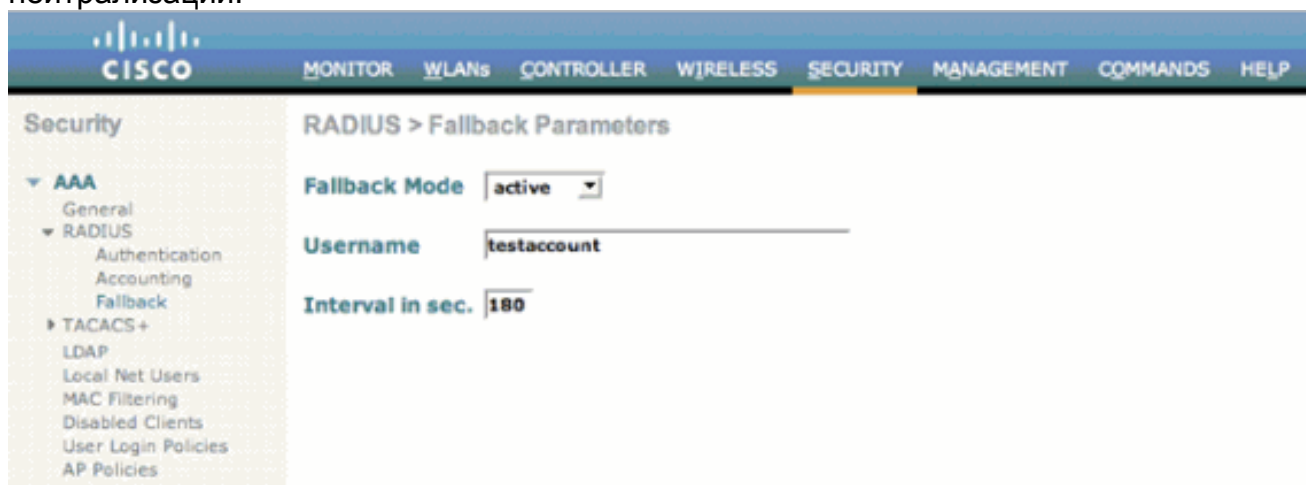 нейтрализации.
CISCO
MONITOR WLANs CONTROLLER WIRELESS SECURITY MANAGEMENT COMMANDS HELP
Security
AAA
General
RADIUS
Authentication
Accounting
Fallback
TACACS+
LDAP
Local Net Users
MAC Filtering
Disabled Clients
User Login Policies
AP Policies
RADIUS > Fallback Parameters
Fallback Mode active
Username testaccount
Interval in sec. 180